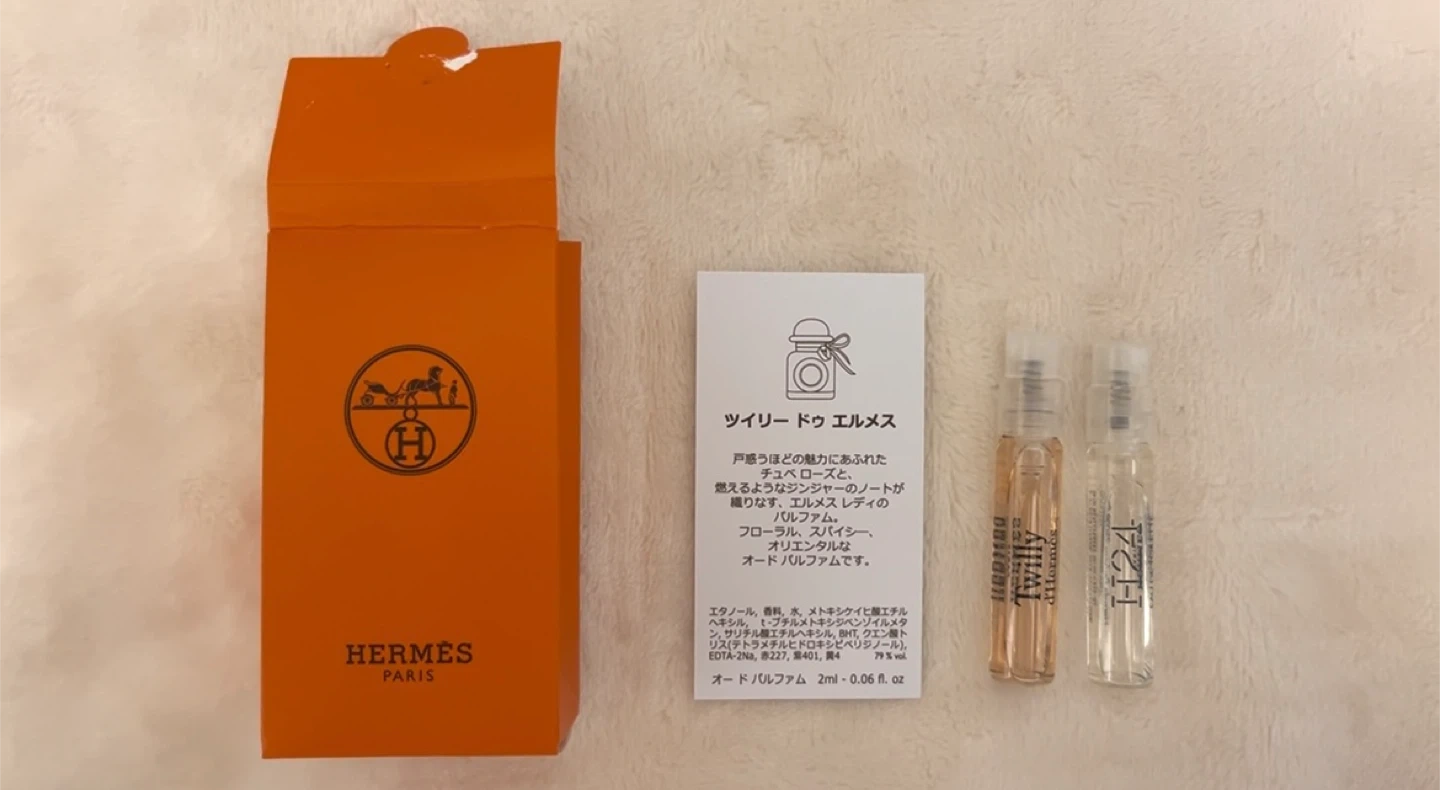 H
HERMÈS
PARIS
ツイリー ドゥ エルメス
戸惑うほどの魅力にあふれた
チュベ ローズと、
燃えるようなジンジャーのノートが
織りなす、エルメス レディの
パルファム。
フローラル、スパイシー、
オリエンタルな
オード パルファムです。
エタノール, 香料, 水, メトキシケイヒ酸エチル
ヘキシル, t-ブチルメトキシジベンゾイルメタ
ン, サリチル酸エチルヘキシル, BHT, クエン酸ト
リス(テトラメチルヒドロキシピペリジノール),
EDTA-2Na, 赤227, 紫401, 黄4 79 % vol.
オード パルファム 2ml - 0.06 fl. oz
Twilly
d'Hermès
H24